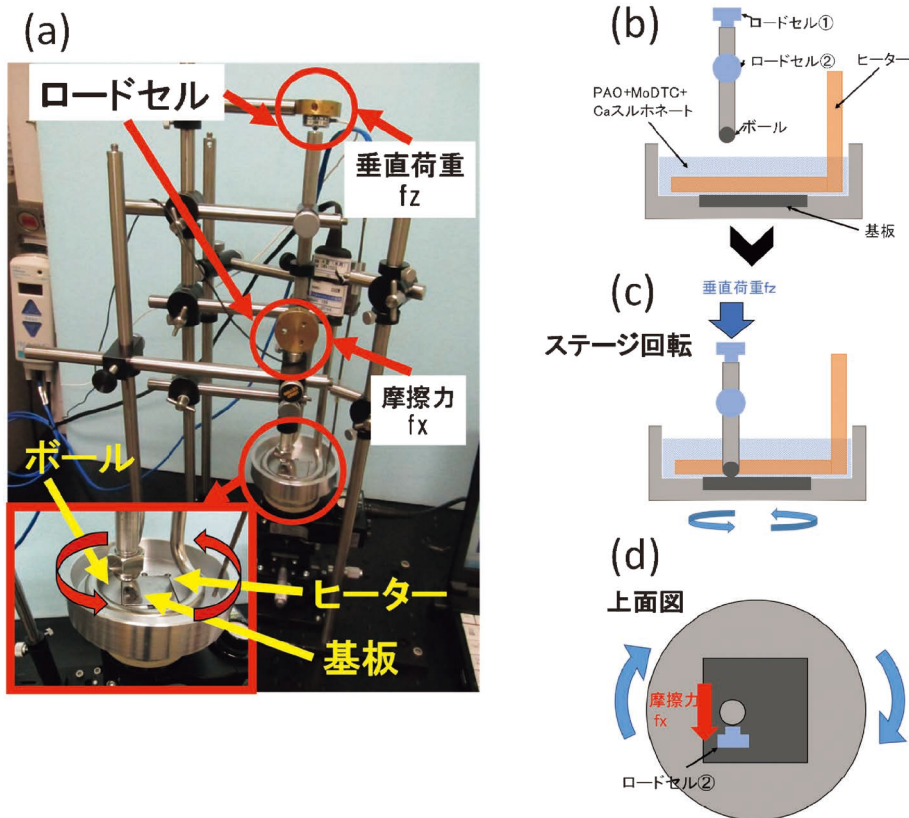 (a)
ロードセル
垂直荷重
fz
摩擦力
fx
ボール
ヒーター
基板
(b)
ロードセル①
ロードセル②
ヒーター
PAO+MoDTC+
Caスルホネート
ボール
基板
(c)
垂直荷重fz
ステージ回転
(d)
上面図
摩擦力
fx
ロードセル②